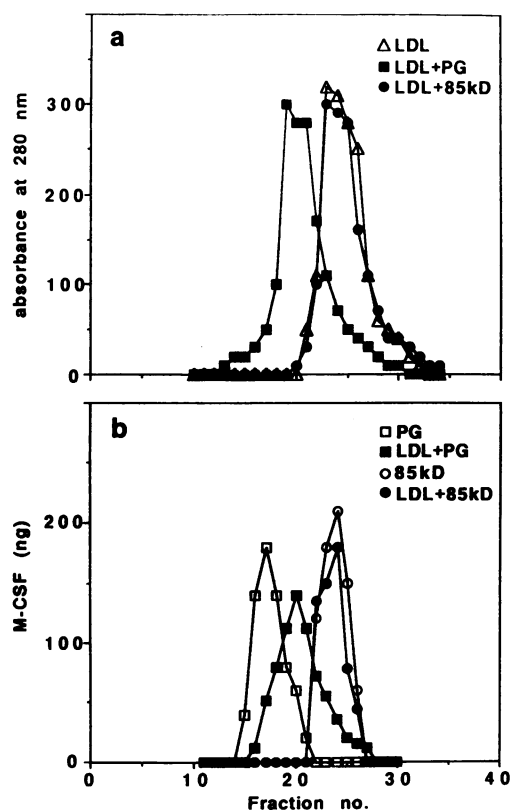 a
LDL
LDL+PG
LDL+85kD
absorbance at 280 nm
300
200
100
0
b
PG
LDL+PG
85kD
LDL+85kD
M-CSF (ng)
200
100
0
0 10 20 30 40
Fraction no.